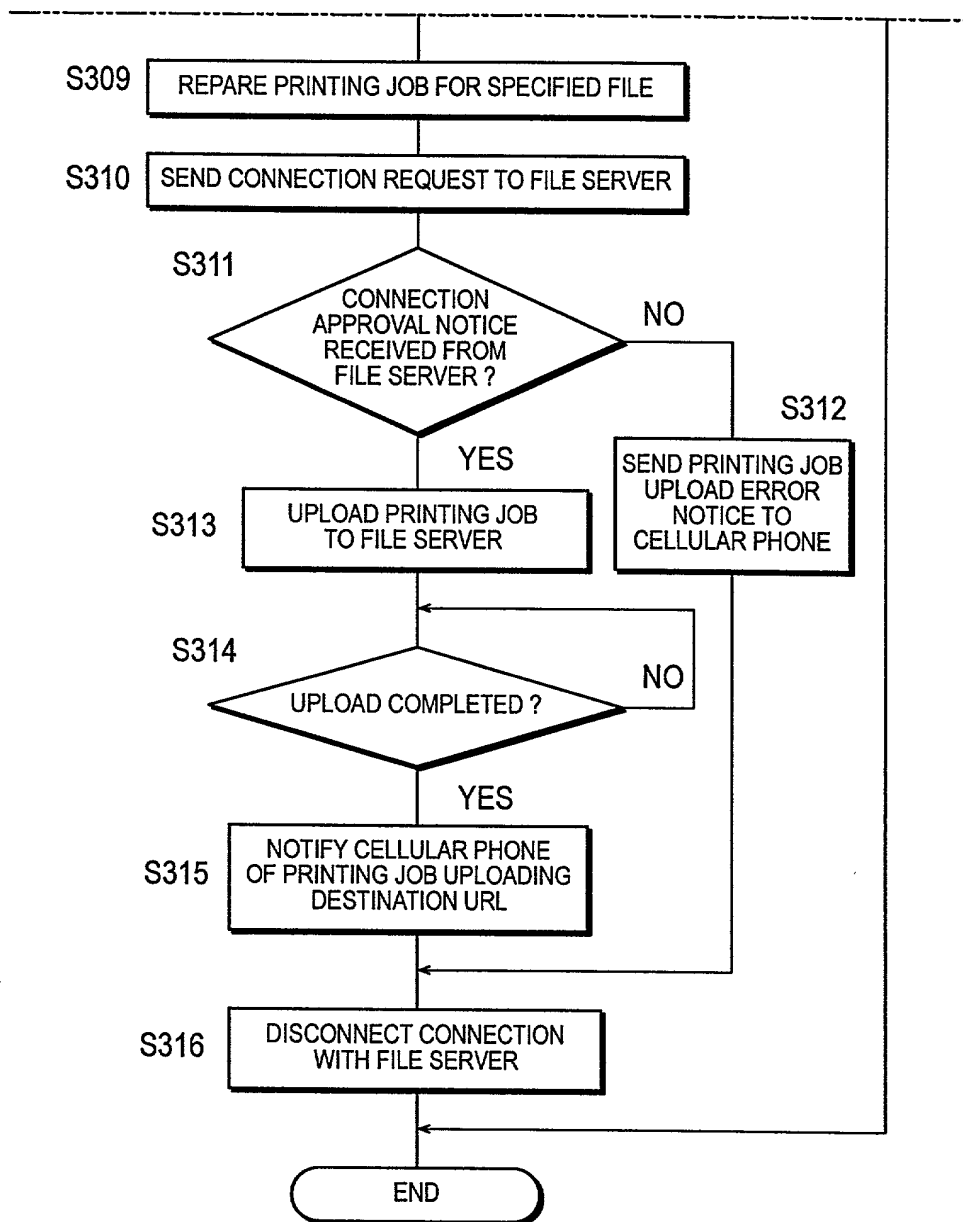 S309
REPARE PRINTING JOB FOR SPECIFIED FILE
S310
SEND CONNECTION REQUEST TO FILE SERVER
S311
CONNECTION
APPROVAL NOTICE
RECEIVED FROM
FILE SERVER ?
NO
S312
SEND PRINTING JOB
UPLOAD ERROR
NOTICE TO
CELLULAR PHONE
YES
S313
UPLOAD PRINTING JOB
TO FILE SERVER
S314
UPLOAD COMPLETED ?
NO
YES
S315
NOTIFY CELLULAR PHONE
OF PRINTING JOB UPLOADING
DESTINATION URL
S316
DISCONNECT CONNECTION
WITH FILE SERVER
END